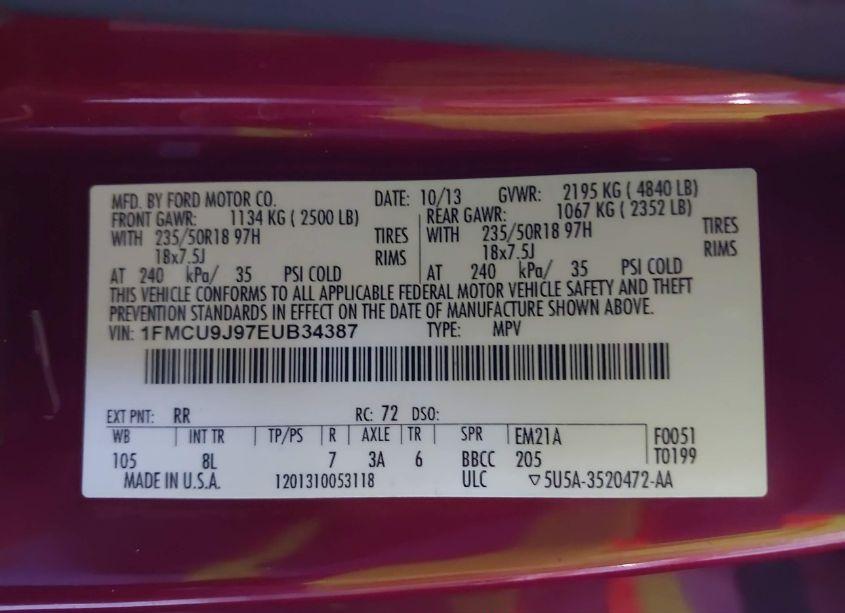 MFD. BY FORD MOTOR CO. DATE: 10/13 GVWR: 2195 KG ( 4840 LB)
FRONT GAWR: 1134 KG ( 2500 LB) REAR GAWR: 1067 KG ( 2352 LB)
WITH 235/50R18 97H TIRES WITH 235/50R18 97H TIRES
18x7.5J RIMS 18x7.5J RIMS
AT 240 kPa/ 35 PSI COLD AT 240 kPa/ 35 PSI COLD
THIS VEHICLE CONFORMS TO ALL APPLICABLE FEDERAL MOTOR VEHICLE SAFETY AND THEFT
PREVENTION STANDARDS IN EFFECT ON THE DATE OF MANUFACTURE SHOWN ABOVE.
VIN: 1FMCU9J97EUB34387 TYPE: MPV
EXT PNT: RR RC: 72 DSO:
WB INT TR TP/PS R AXLE TR SPR EM21A F0051
105 8L 7 3A 6 BBCC 205 T0199
MADE IN U.S.A. 1201310053118 ULC ▽5U5A-3520472-AA